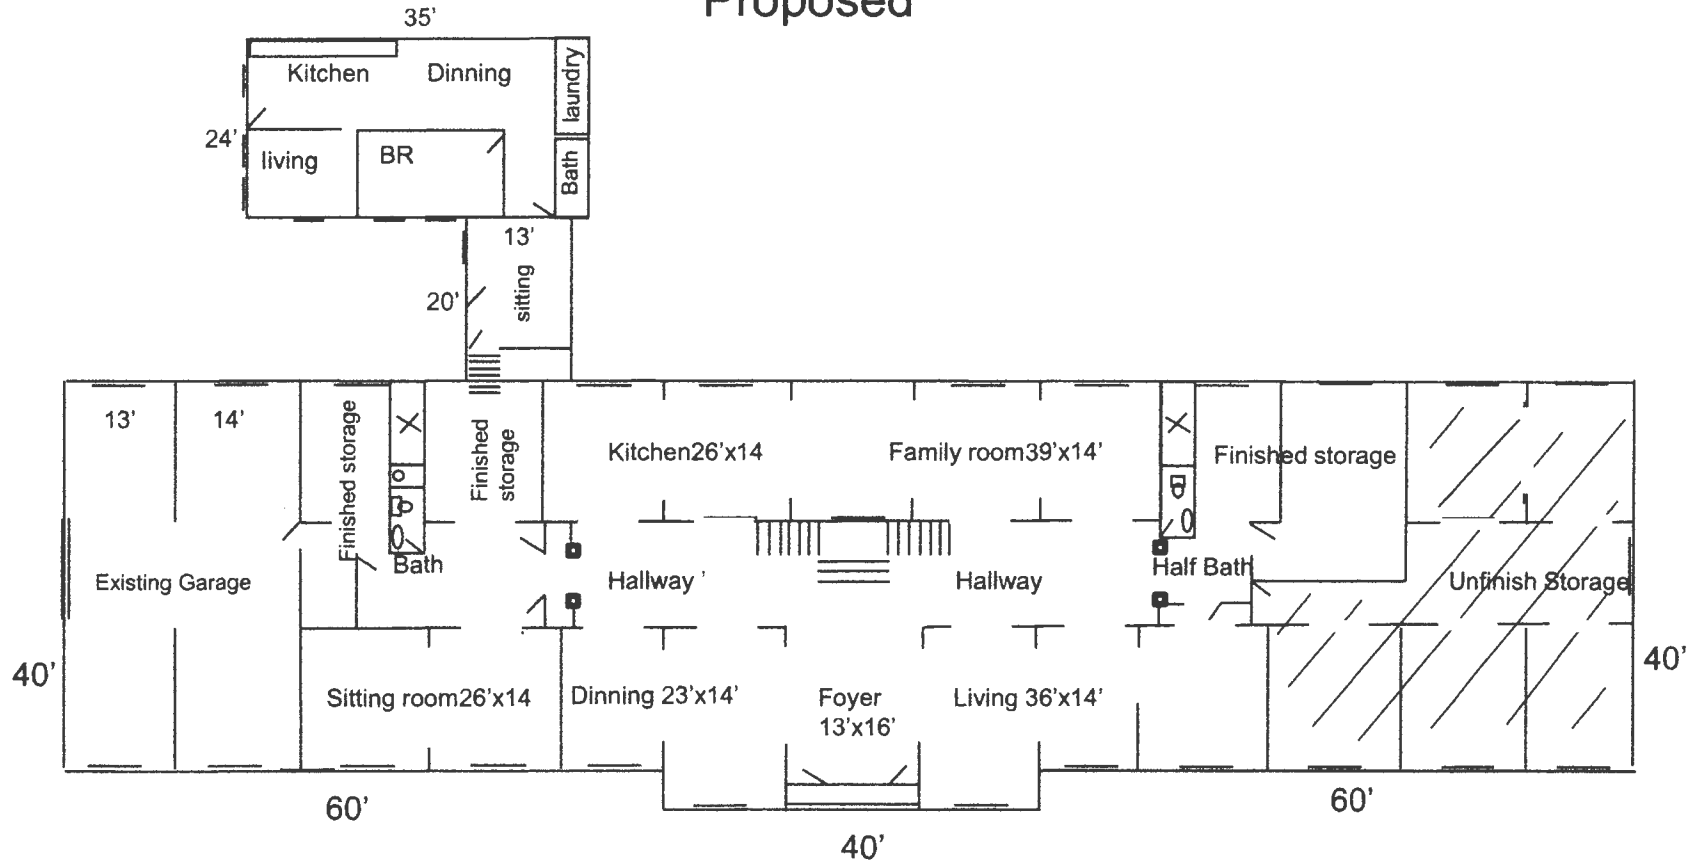 Proposed
35'
Kitchen
Dinning
laundry
24'
living
BR
Bath
13'
20'
sitting
13'
14'
Finished storage
Finished
storage
Kitchen26'x14
Family room39'x14'
Finished storage
Existing Garage
Bath
Hallway '
Hallway
Half Bath
Unfinish Storage
40'
Sitting room26'x14
Dinning 23'x14'
Foyer
13'x16'
Living 36'x14'
40'
60'
40'
60'